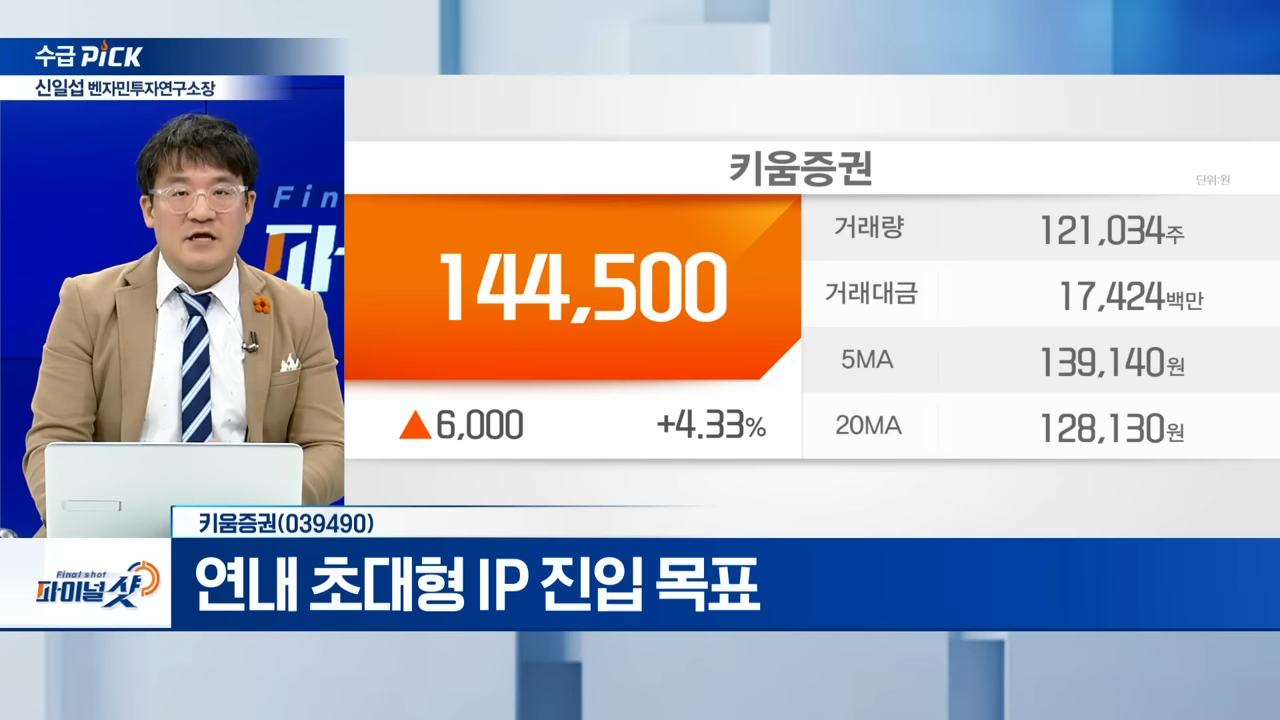 수급 PiCK
신일섭 벤자민투자연구소장
Fin
파
키움증권
단위:원
144,500
▲6,000 +4.33%
거래량 121,034주
거래대금 17,424백만
5MA 139,140원
20MA 128,130원
키움증권(039490)
Final shot
파이널샷
연내 초대형 IP 진입 목표